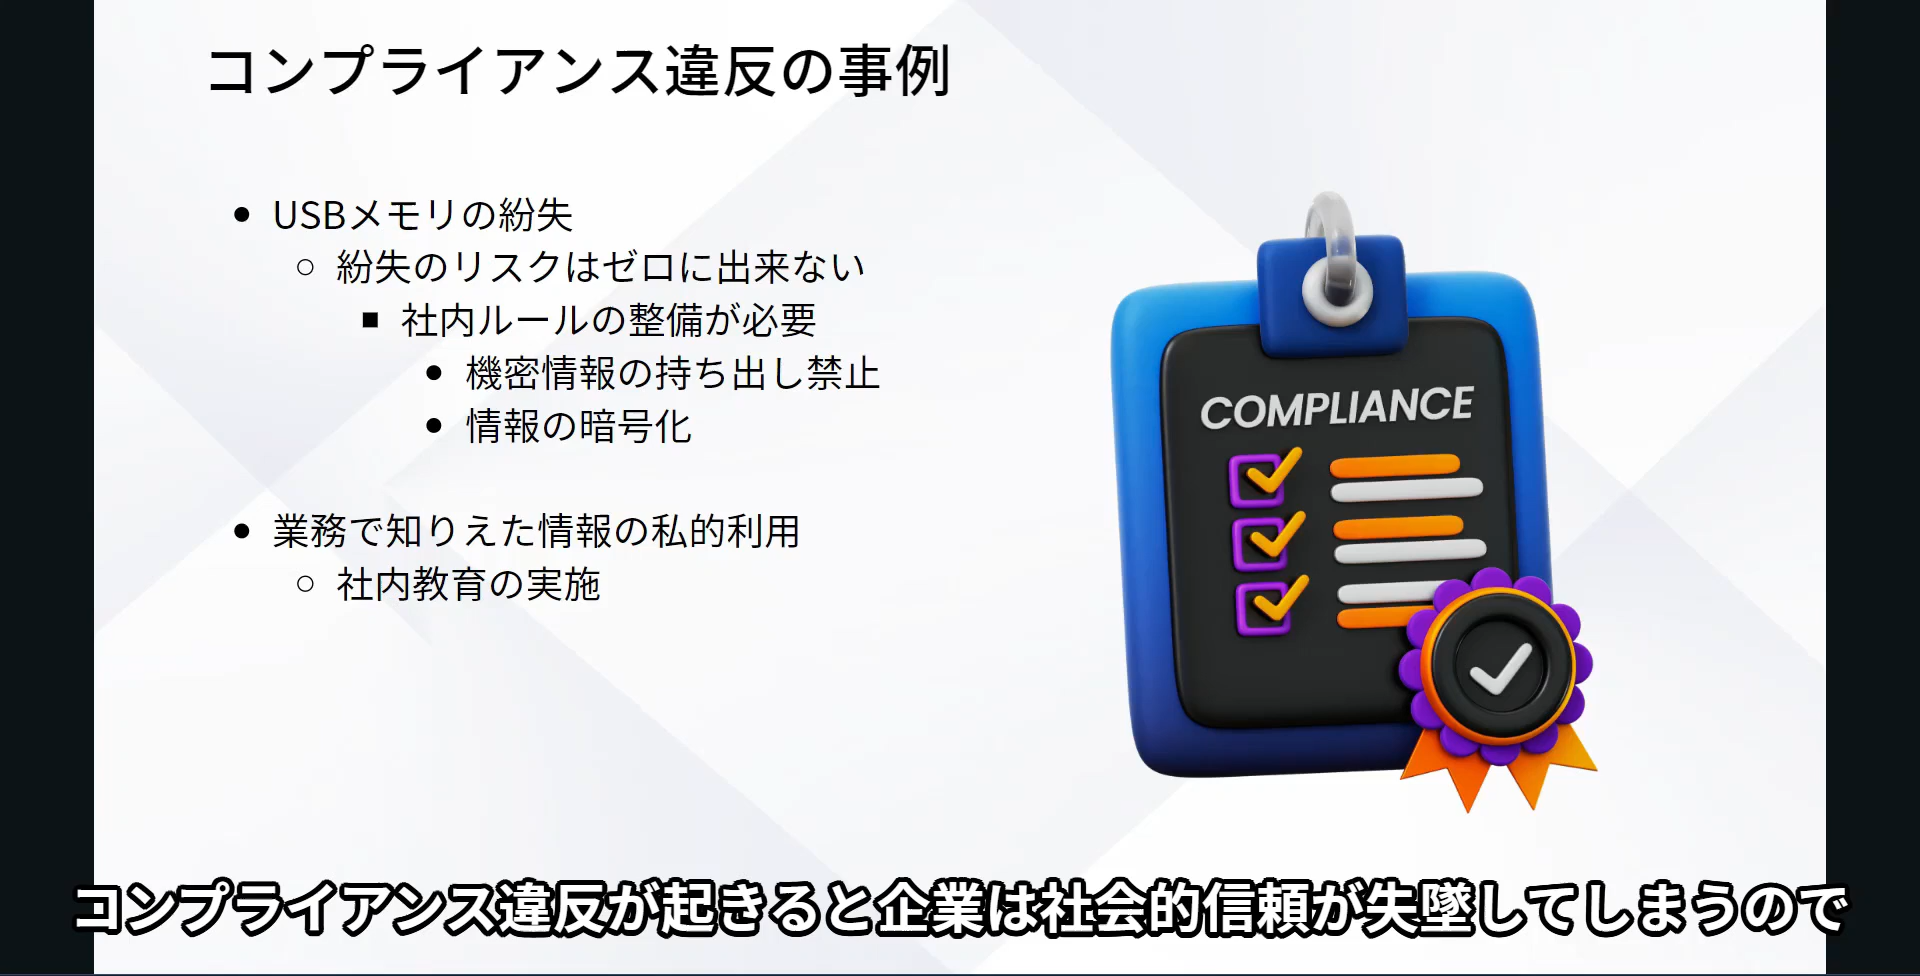 コンプライアンス違反の事例
● USBメモリの紛失
○ 紛失のリスクはゼロに出来ない
■ 社内ルールの整備が必要
● 機密情報の持ち出し禁止
● 情報の暗号化
● 業務で知りえた情報の私的利用
○ 社内教育の実施
COMPLIANCE
コンプライアンス違反が起きると企業は社会的信頼が失墜してしまうので